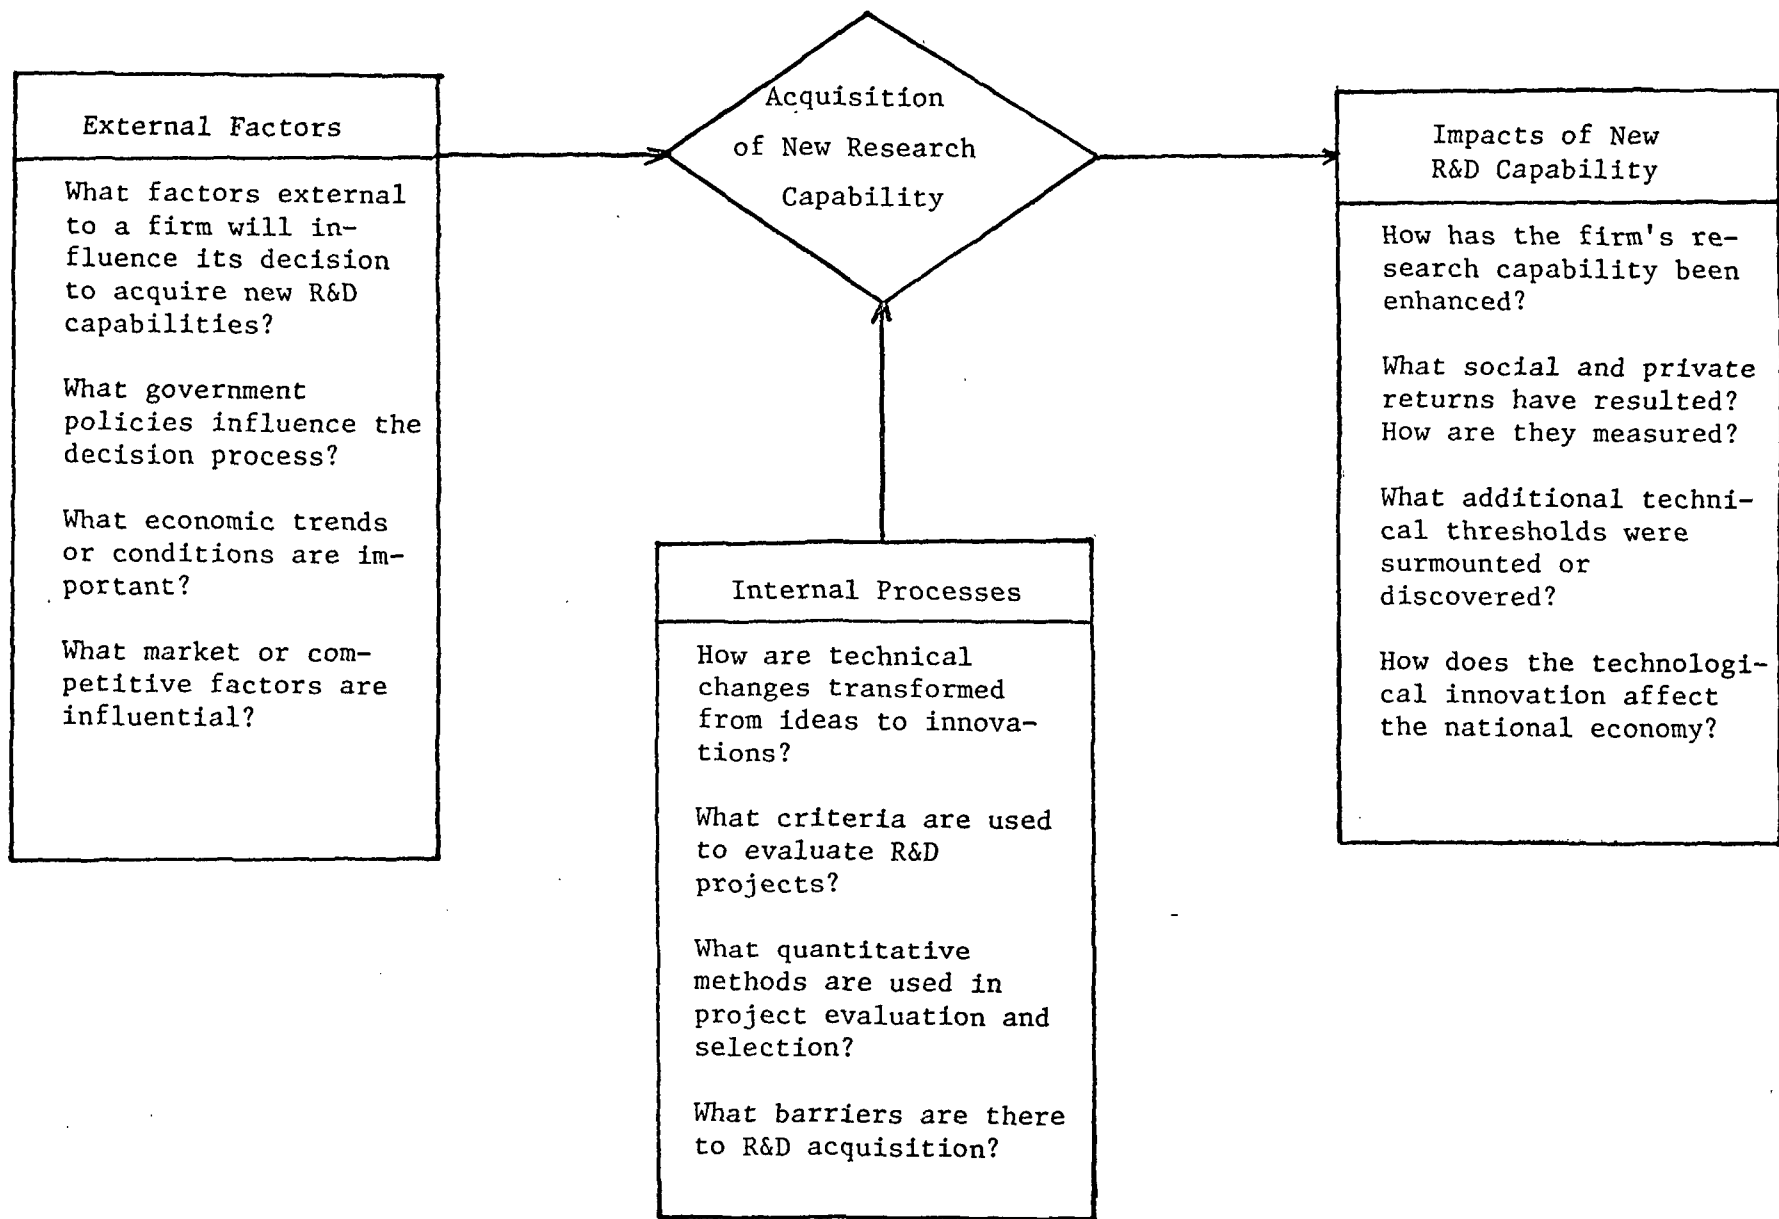 External Factors
What factors external
to a firm will in-
fluence its decision
to acquire new R&D
capabilities?
What government
policies influence the
decision process?
What economic trends
or conditions are im-
portant?
What market or com-
petitive factors are
influential?
Acquisition
of New Research
Capability
Internal Processes
How are technical
changes transformed
from ideas to innova-
tions?
What criteria are used
to evaluate R&D
projects?
What quantitative
methods are used in
project evaluation and
selection?
What barriers are there
to R&D acquisition?
Impacts of New
R&D Capability
How has the firm's re-
search capability been
enhanced?
What social and private
returns have resulted?
How are they measured?
What additional techni-
cal thresholds were
surmounted or
discovered?
How does the technologi-
cal innovation affect
the national economy?